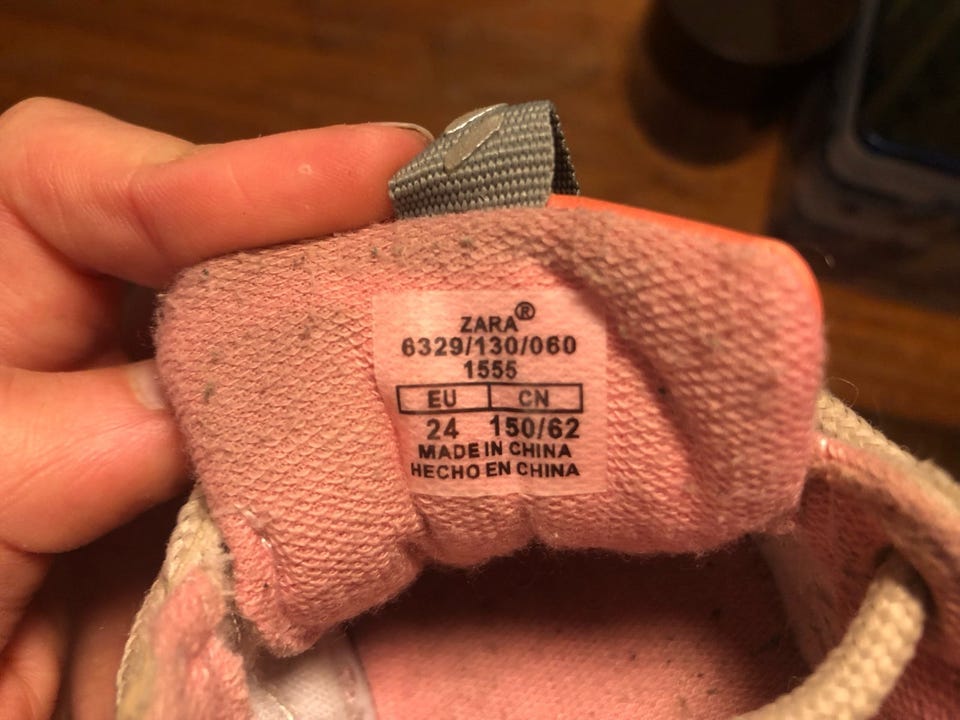 ZARA®
6329/130/060
1555
EU CN
24 150/62
MADE IN CHINA
HECHO EN CHINA